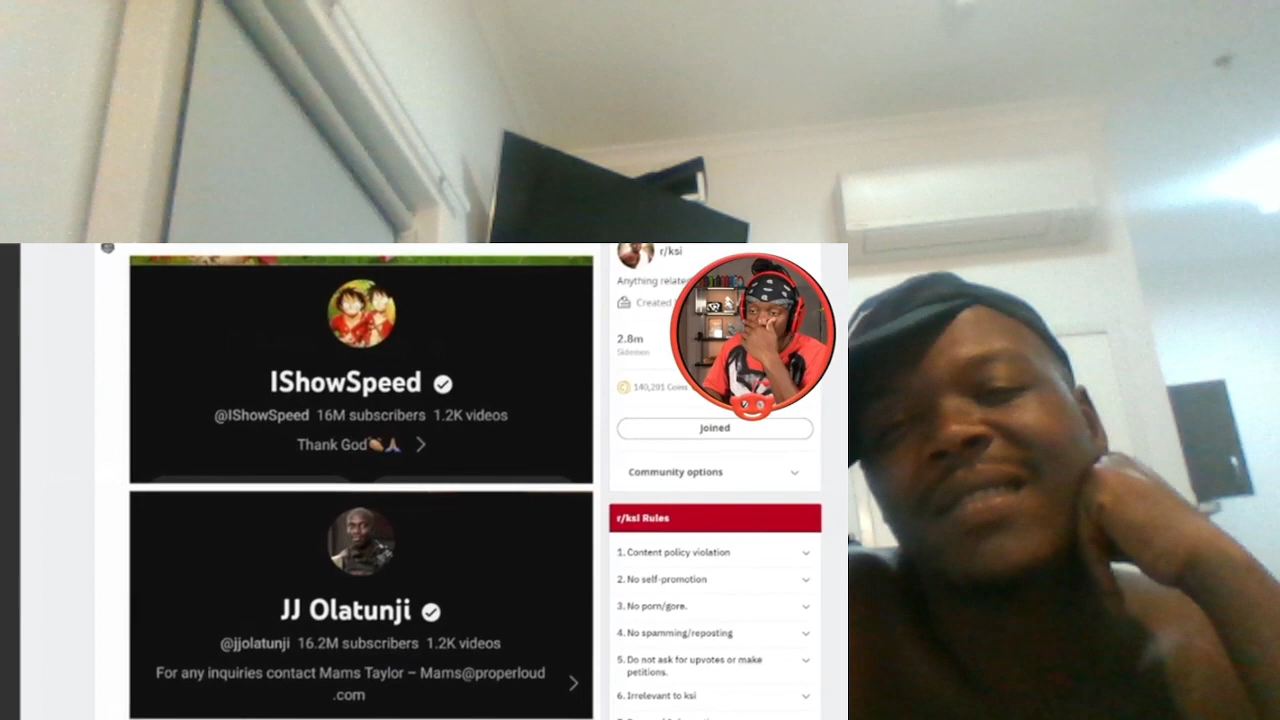 IShowSpeed
@IShowSpeed 16M subscribers 1.2K videos
Thank God🍠🙏
JJ Olatunji
@jjolatunji 16.2M subscribers 1.2K videos
For any inquiries contact Mams Taylor – Mams@properloud
.com
r/ksi
Anything
Created
2.8m
Sidemen
140,201 Coins
Joined
Community options
r/ksi Rules
1. Content policy violation
2. No self-promotion
3. No porn/gore.
4. No spamming/reposting
5. Do not ask for upvotes or make
petitions.
6. Irrelevant to ksi